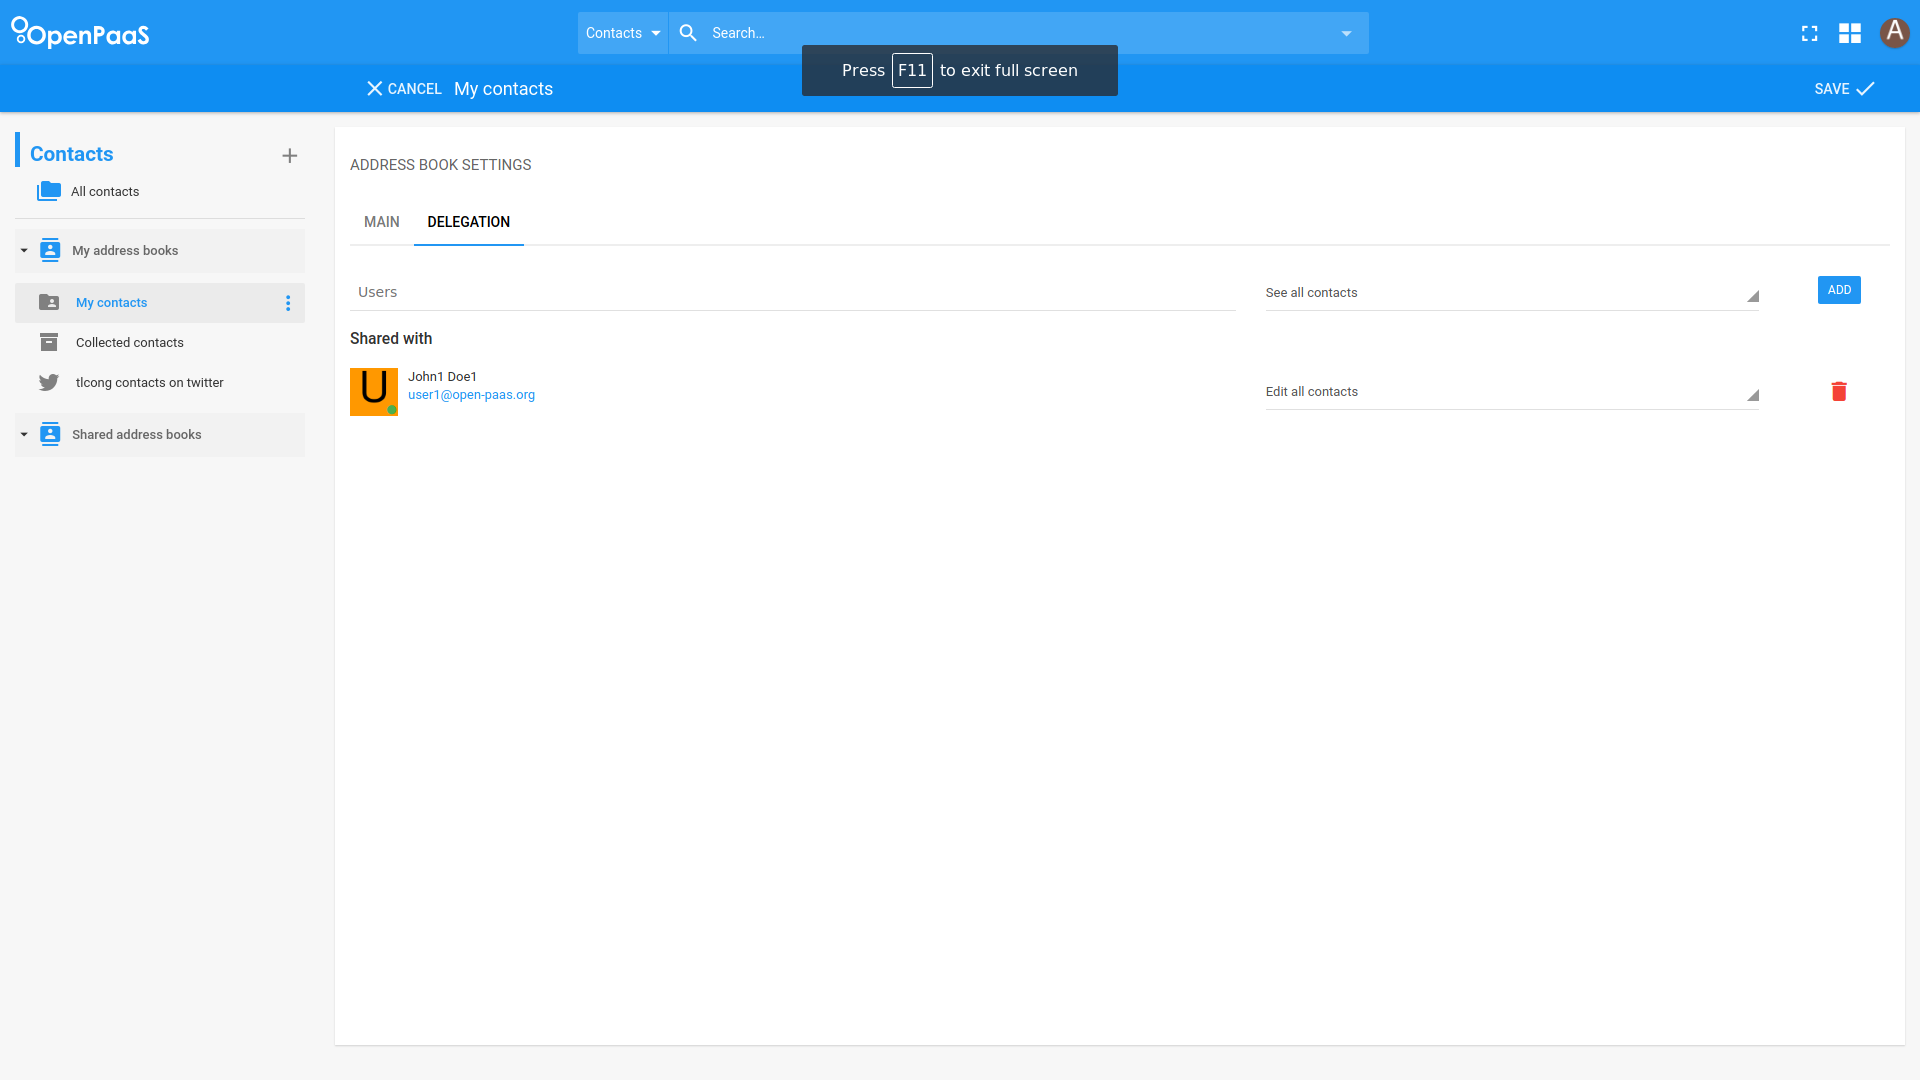 OpenPaaS
Contacts
Search...
A
Press F11 to exit full screen
CANCEL
My contacts
SAVE
Contacts
All contacts
My address books
My contacts
Collected contacts
tlcong contacts on twitter
Shared address books
ADDRESS BOOK SETTINGS
MAIN
DELEGATION
Users
See all contacts
ADD
Shared with
U
John1 Doe1
user1@open-paas.org
Edit all contacts